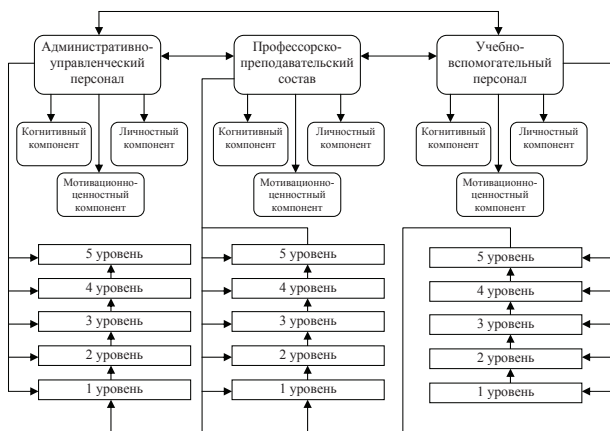 Административно-
управленческий
персонал
Профессорско-
преподавательский
состав
Учебно-
вспомогательный
персонал
Когнитивный
компонент
Личностный
компонент
Мотивационно-
ценностный
компонент
Когнитивный
компонент
Личностный
компонент
Мотивационно-
ценностный
компонент
Когнитивный
компонент
Личностный
компонент
Мотивационно-
ценностный
компонент
5 уровень
4 уровень
3 уровень
2 уровень
1 уровень
5 уровень
4 уровень
3 уровень
2 уровень
1 уровень
5 уровень
4 уровень
3 уровень
2 уровень
1 уровень